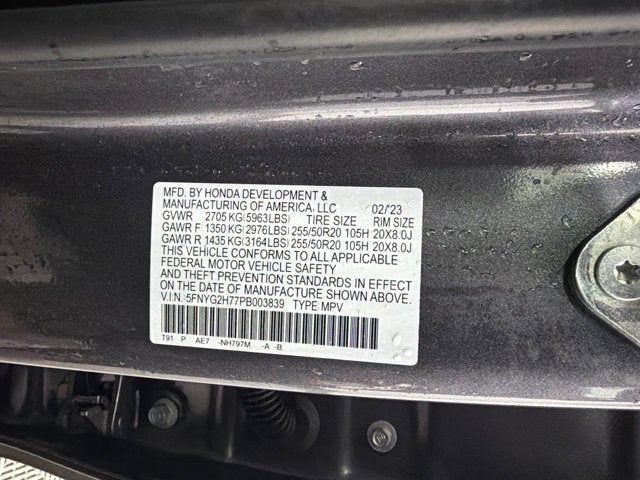 MFD. BY HONDA DEVELOPMENT &
MANUFACTURING OF AMERICA, LLC 02/'23
GVWR 2705 KG (5963LBS) TIRE SIZE RIM SIZE
GAWR F 1350 KG (2976LBS) 255/50R20 105H 20X8.0J
GAWR R 1435 KG (3164LBS) 255/50R20 105H 20X8.0J
THIS VEHICLE CONFORMS TO ALL APPLICABLE
FEDERAL MOTOR VEHICLE SAFETY
AND THEFT PREVENTION STANDARDS IN EFFECT
ON THE DATE OF MANUFACTURE SHOWN ABOVE.
V.I.N.:5FNYG2H77PB003839 TYPE: MPV
T91 P AE7 -NH797M -A -B